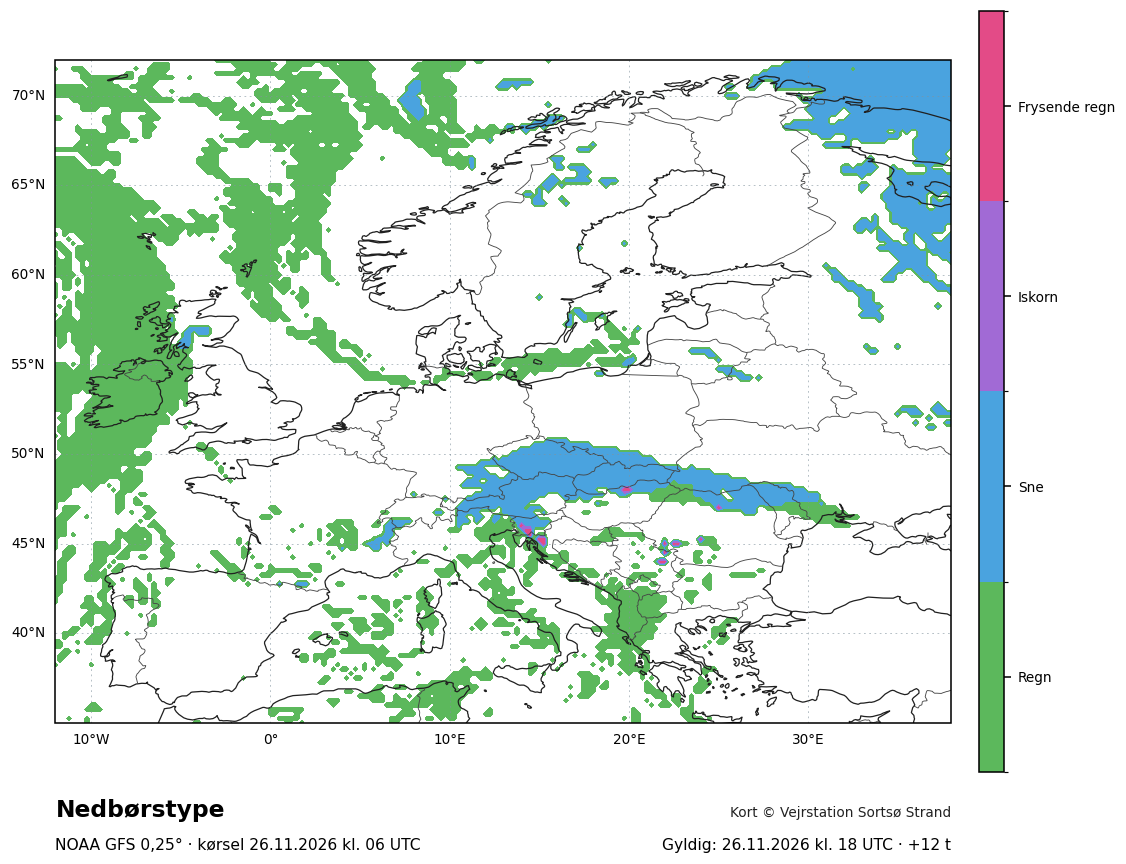 Frysende regn
Iskorn
Sne
Regn
70°N
65°N
60°N
55°N
50°N
45°N
40°N
10°W
0°
10°E
20°E
30°E
Nedbørstype
Kort © Vejrstation Sortsø Strand
NOAA GFS 0,25° · kørsel 26.11.2026 kl. 06 UTC
Gyldig: 26.11.2026 kl. 18 UTC · +12 t